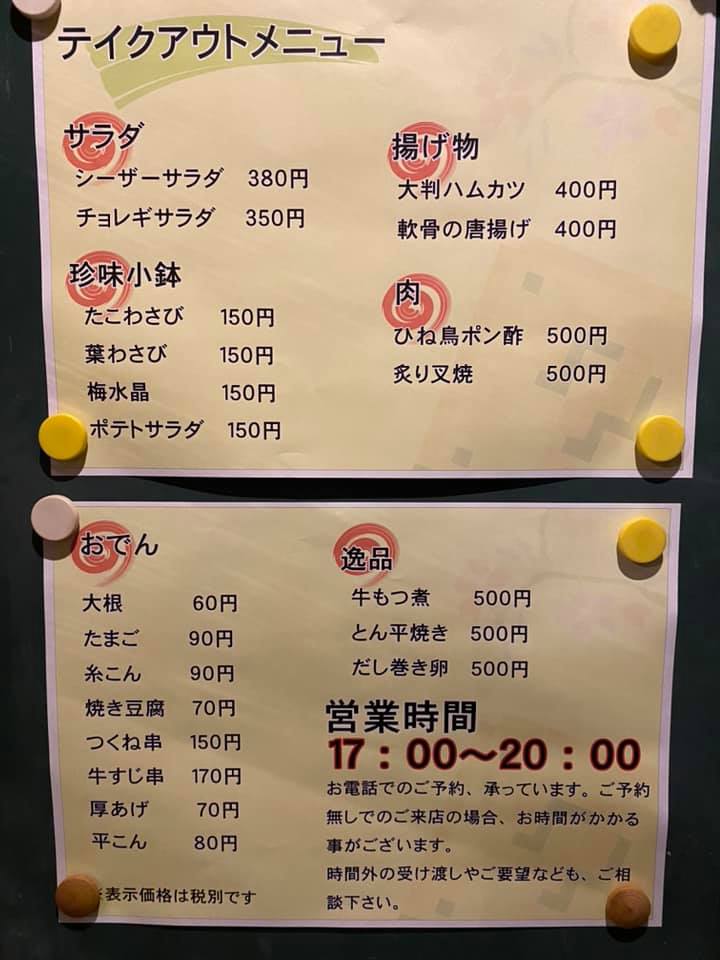 テイクアウトメニュー
サラダ
シーザーサラダ 380円
チョレギサラダ 350円
珍味小鉢
たこわさび 150円
葉わさび 150円
梅水晶 150円
ポテトサラダ 150円
揚げ物
大判ハムカツ 400円
軟骨の唐揚げ 400円
肉
ひね鳥ポン酢 500円
炙り叉焼 500円
おでん
大根 60円
たまご 90円
糸こん 90円
焼き豆腐 70円
つくね串 150円
牛すじ串 170円
厚あげ 70円
平こん 80円
※表示価格は税別です
逸品
牛もつ煮 500円
とん平焼き 500円
だし巻き卵 500円
営業時間
17：00～20：00
お電話でのご予約、承っています。ご予約
無しでのご来店の場合、お時間がかかる
事がございます。
時間外の受け渡しやご要望なども、ご相
談下さい。